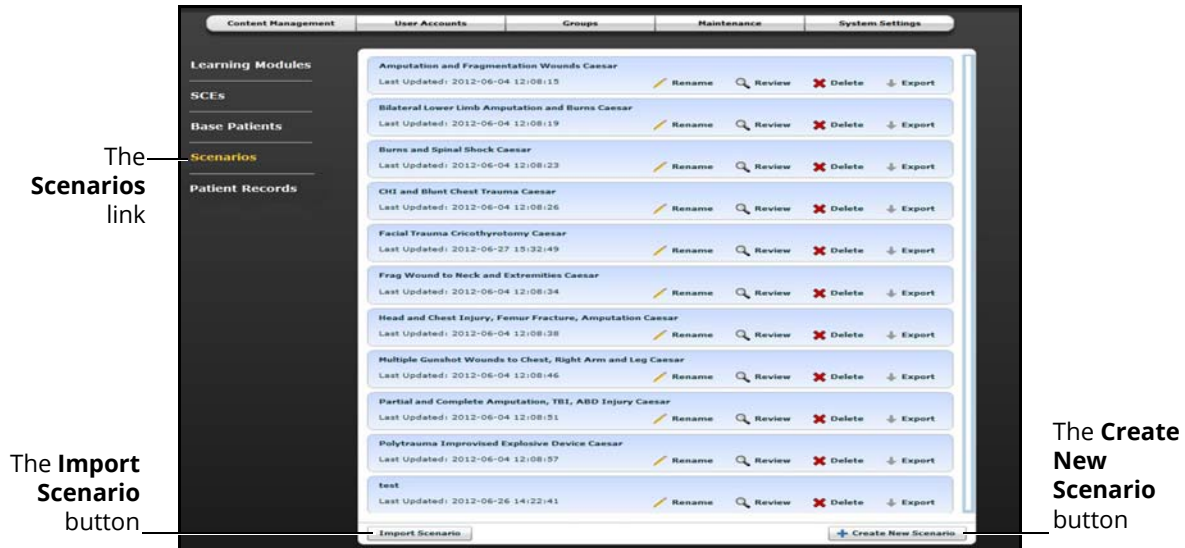 Content Management User Accounts Groups Maintenance System Settings
Learning Modules
SCEs
Base Patients
Scenarios
Patient Records
The
Scenarios
link
Amputation and Fragmentation Wounds Caesar
Last Updated: 2012-06-04 12:08:15 Rename Review Delete Export
Bilateral Lower Limb Amputation and Burns Caesar
Last Updated: 2012-06-04 12:08:19 Rename Review Delete Export
Burns and Spinal Shock Caesar
Last Updated: 2012-06-04 12:08:23 Rename Review Delete Export
CHI and Blunt Chest Trauma Caesar
Last Updated: 2012-06-04 12:08:26 Rename Review Delete Export
Facial Trauma Cricothyrotomy Caesar
Last Updated: 2012-06-27 15:32:49 Rename Review Delete Export
Frag Wound to Neck and Extremities Caesar
Last Updated: 2012-06-04 12:08:34 Rename Review Delete Export
Head and Chest Injury, Femur Fracture, Amputation Caesar
Last Updated: 2012-06-04 12:08:38 Rename Review Delete Export
Multiple Gunshot Wounds to Chest, Right Arm and Leg Caesar
Last Updated: 2012-06-04 12:08:46 Rename Review Delete Export
Partial and Complete Amputation, TBI, ABD Injury Caesar
Last Updated: 2012-06-04 12:08:51 Rename Review Delete Export
Polytrauma Improvised Explosive Device Caesar
Last Updated: 2012-06-04 12:08:57 Rename Review Delete Export
test
Last Updated: 2012-06-26 14:22:41 Rename Review Delete Export
Import Scenario Create New Scenario
The Import
Scenario
button
The Create
New
Scenario
button